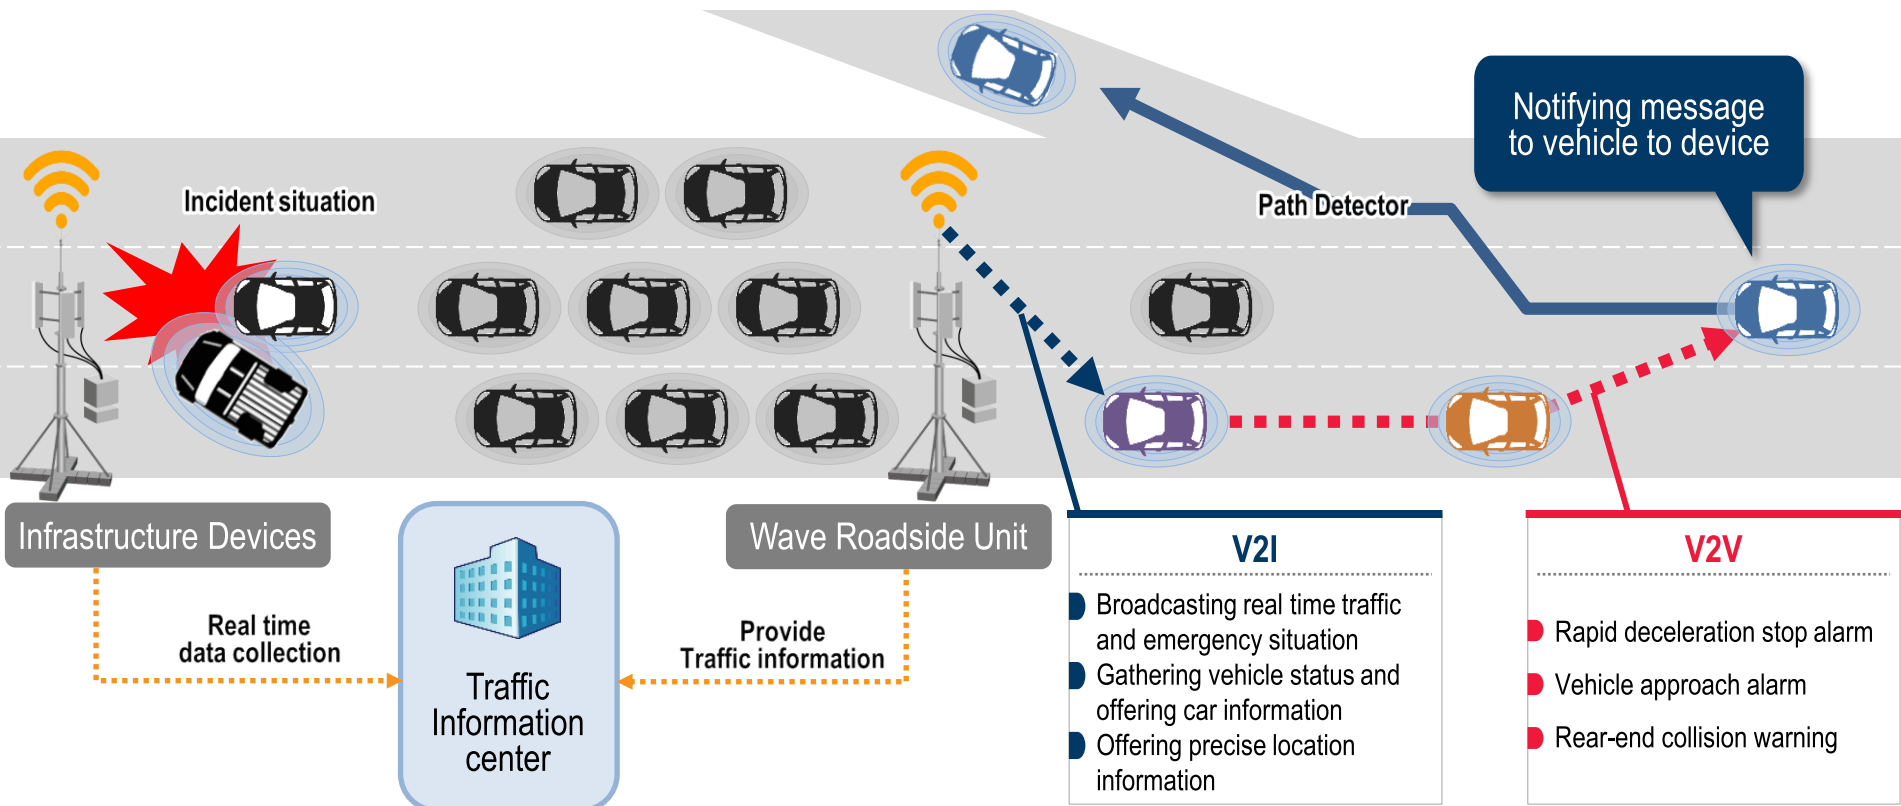 Notifying message
to vehicle to device
Incident situation
Path Detector
Infrastructure Devices
Wave Roadside Unit
Real time
data collection
Traffic
Information
center
Provide
Traffic information
V2I
Broadcasting real time traffic
and emergency situation
Gathering vehicle status and
offering car information
Offering precise location
information
V2V
Rapid deceleration stop alarm
Vehicle approach alarm
Rear-end collision warning